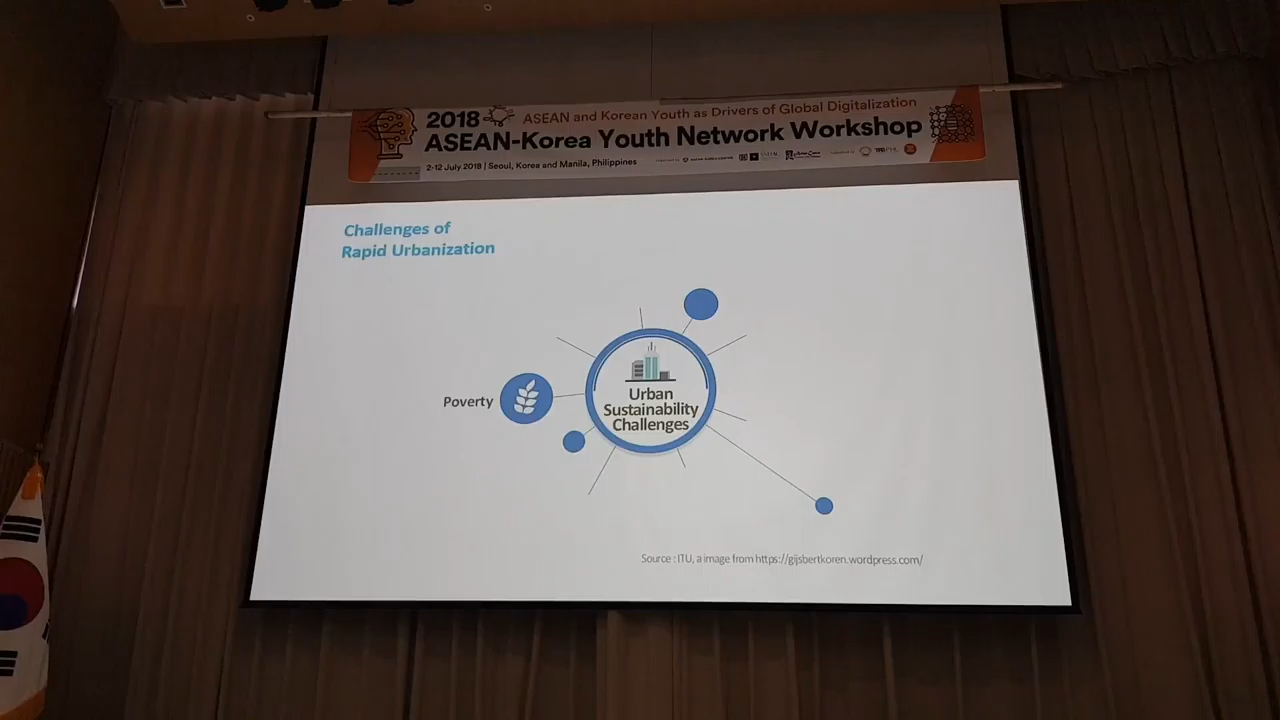 2018
ASEAN and Korean Youth as Drivers of Global Digitalization
ASEAN-Korea Youth Network Workshop
2-12 July 2018 | Seoul, Korea and Manila, Philippines
Challenges of
Rapid Urbanization
Poverty
Urban
Sustainability
Challenges
Source : ITU, a image from https://gijsbertkoren.wordpress.com/